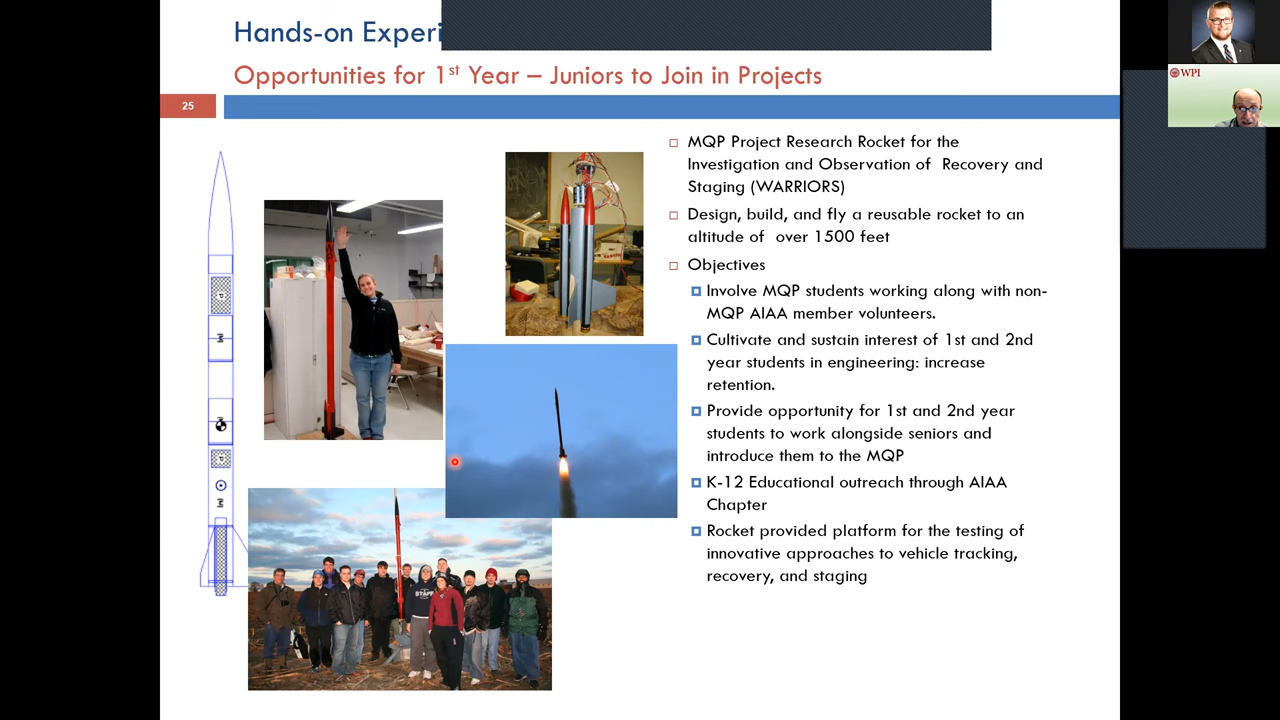 Hands-on Experi
Opportunities for 1st Year – Juniors to Join in Projects
25
WPI
MQP Project Research Rocket for the
Investigation and Observation of Recovery and
Staging (WARRIORS)
Design, build, and fly a reusable rocket to an
altitude of over 1500 feet
Objectives
Involve MQP students working along with non-
MQP AIAA member volunteers.
Cultivate and sustain interest of 1st and 2nd
year students in engineering: increase
retention.
Provide opportunity for 1st and 2nd year
students to work alongside seniors and
introduce them to the MQP
K-12 Educational outreach through AIAA
Chapter
Rocket provided platform for the testing of
innovative approaches to vehicle tracking,
recovery, and staging